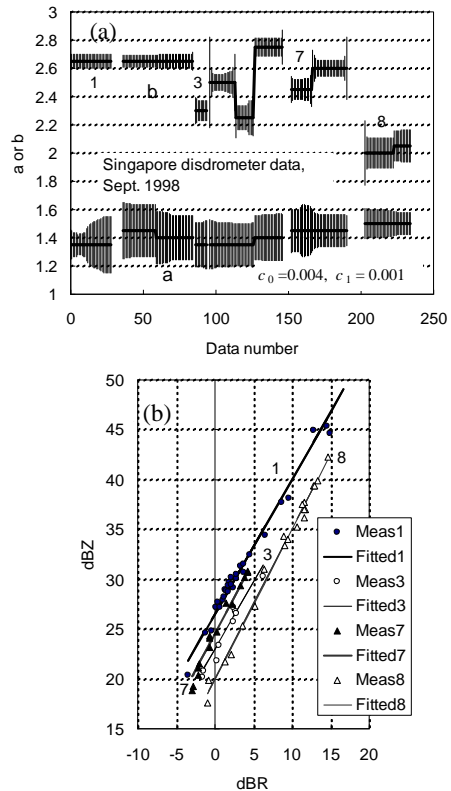 3
2.8
2.6
2.4
2.2
2
1.8
1.6
1.4
1.2
1
(a)
1
b
3
7
8
a or b
Singapore disdrometer data,
Sept. 1998
a
c0=0.004, c1=0.001
0 50 100 150 200 250
Data number
50
45
40
35
30
25
20
15
(b)
1
8
3
7
dBZ
Meas1
Fitted1
Meas3
Fitted3
Meas7
Fitted7
Meas8
Fitted8
-10 -5 0 5 10 15 20
dBR